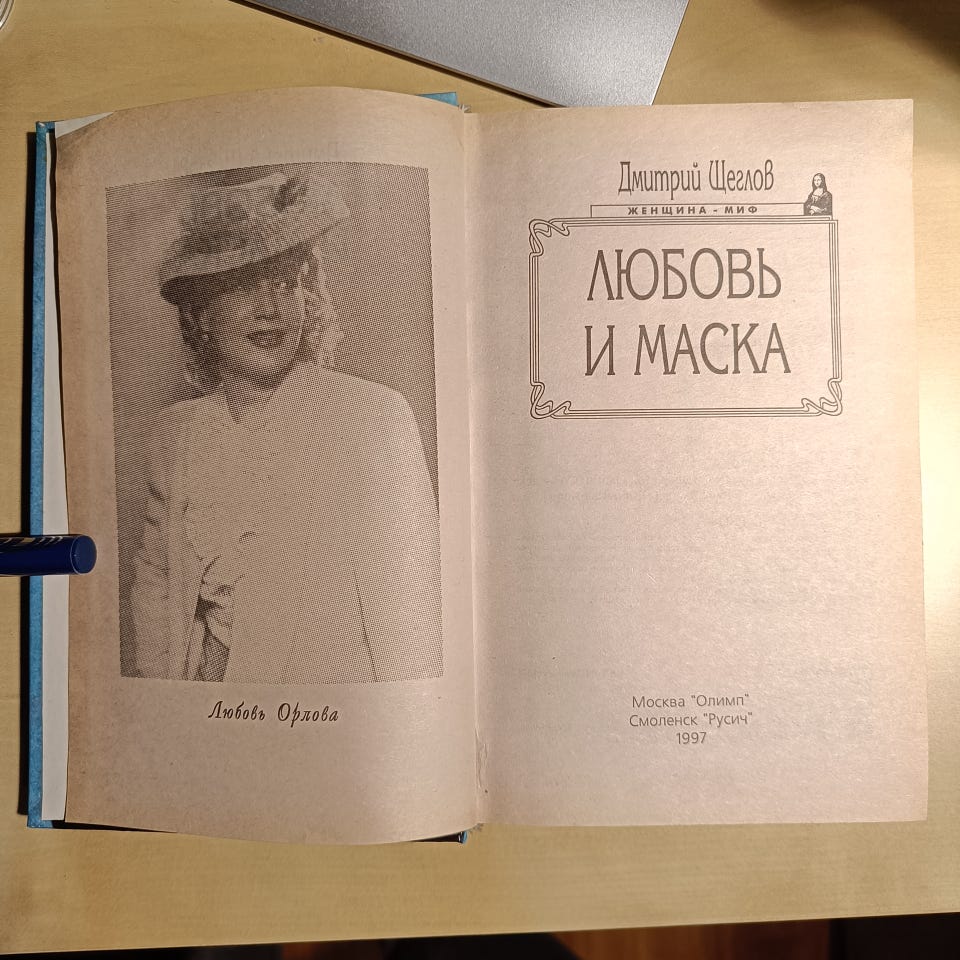 Любовь Орлова
Дмитрий Щеглов
ЖЕНЩИНА - МИФ
ЛЮБОВЬ
И МАСКА
Москва "Олимп"
Смоленск "Русич"
1997